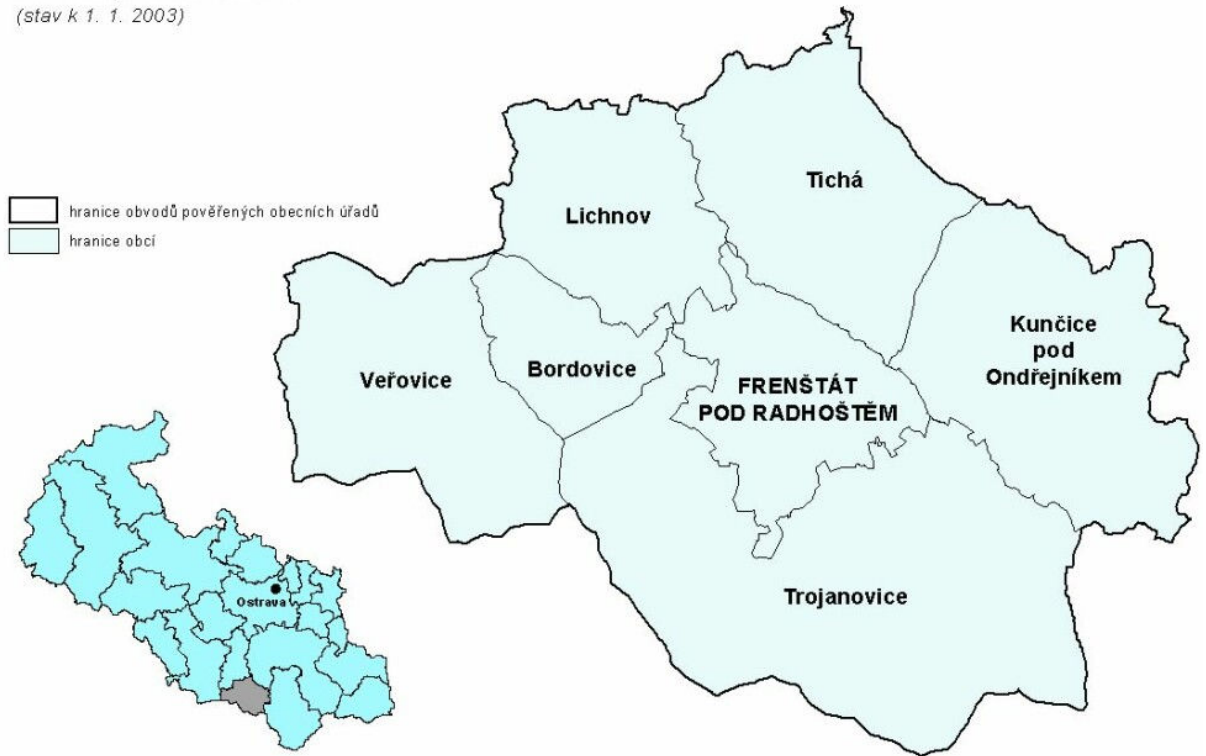 (stav k 1. 1. 2003)
hranice obvodů pověřených obecních úřadů
hranice obcí
Tichá
Lichnov
Kunčice
pod
Ondřejníkem
Veřovice
Bordovice
FRENŠTÁT
POD RADHOŠTĚM
Trojanovice
Ostrava